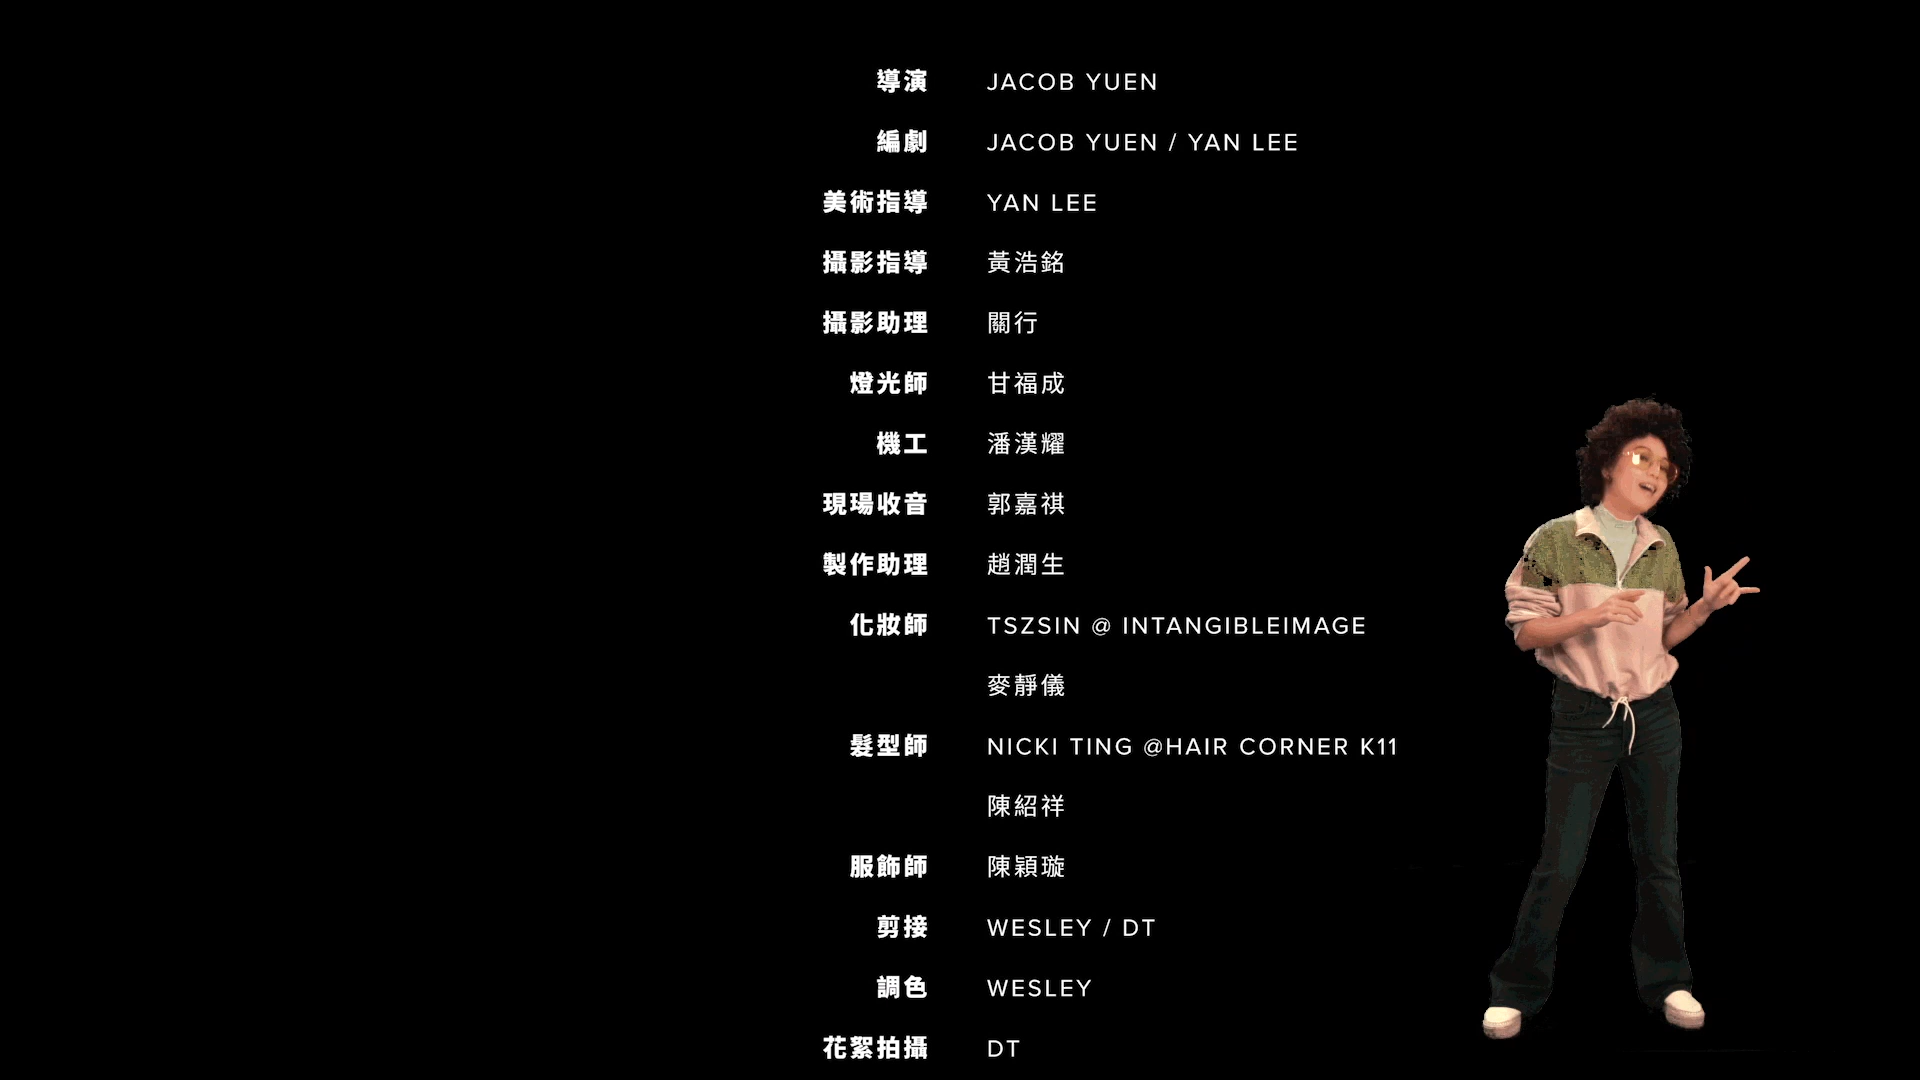 導演 JACOB YUEN
編劇 JACOB YUEN / YAN LEE
美術指導 YAN LEE
攝影指導 黃浩銘
攝影助理 關行
燈光師 甘福成
機工 潘漢耀
現場收音 郭嘉祺
製作助理 趙潤生
化妝師 TSZSIN @ INTANGIBLEIMAGE
麥靜儀
髮型師 NICKI TING @HAIR CORNER K11
陳紹祥
服飾師 陳穎璇
剪接 WESLEY / DT
調色 WESLEY
花絮拍攝 DT